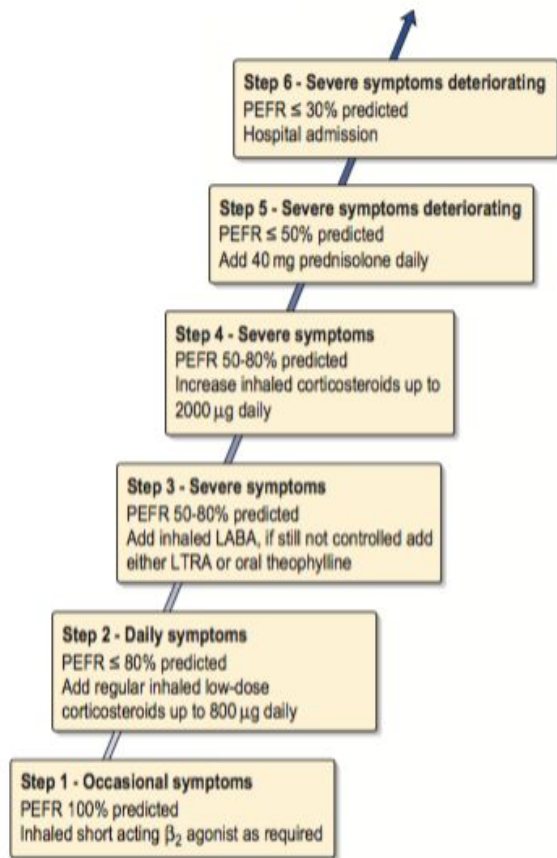 Step 6 - Severe symptoms deteriorating
PEFR ≤ 30% predicted
Hospital admission
Step 5 - Severe symptoms deteriorating
PEFR ≤ 50% predicted
Add 40 mg prednisolone daily
Step 4 - Severe symptoms
PEFR 50-80% predicted
Increase inhaled corticosteroids up to
2000 μg daily
Step 3 - Severe symptoms
PEFR 50-80% predicted
Add inhaled LABA, if still not controlled add
either LTRA or oral theophylline
Step 2 - Daily symptoms
PEFR ≤ 80% predicted
Add regular inhaled low-dose
corticosteroids up to 800 μg daily
Step 1 - Occasional symptoms
PEFR 100% predicted
Inhaled short acting β₂ agonist as required